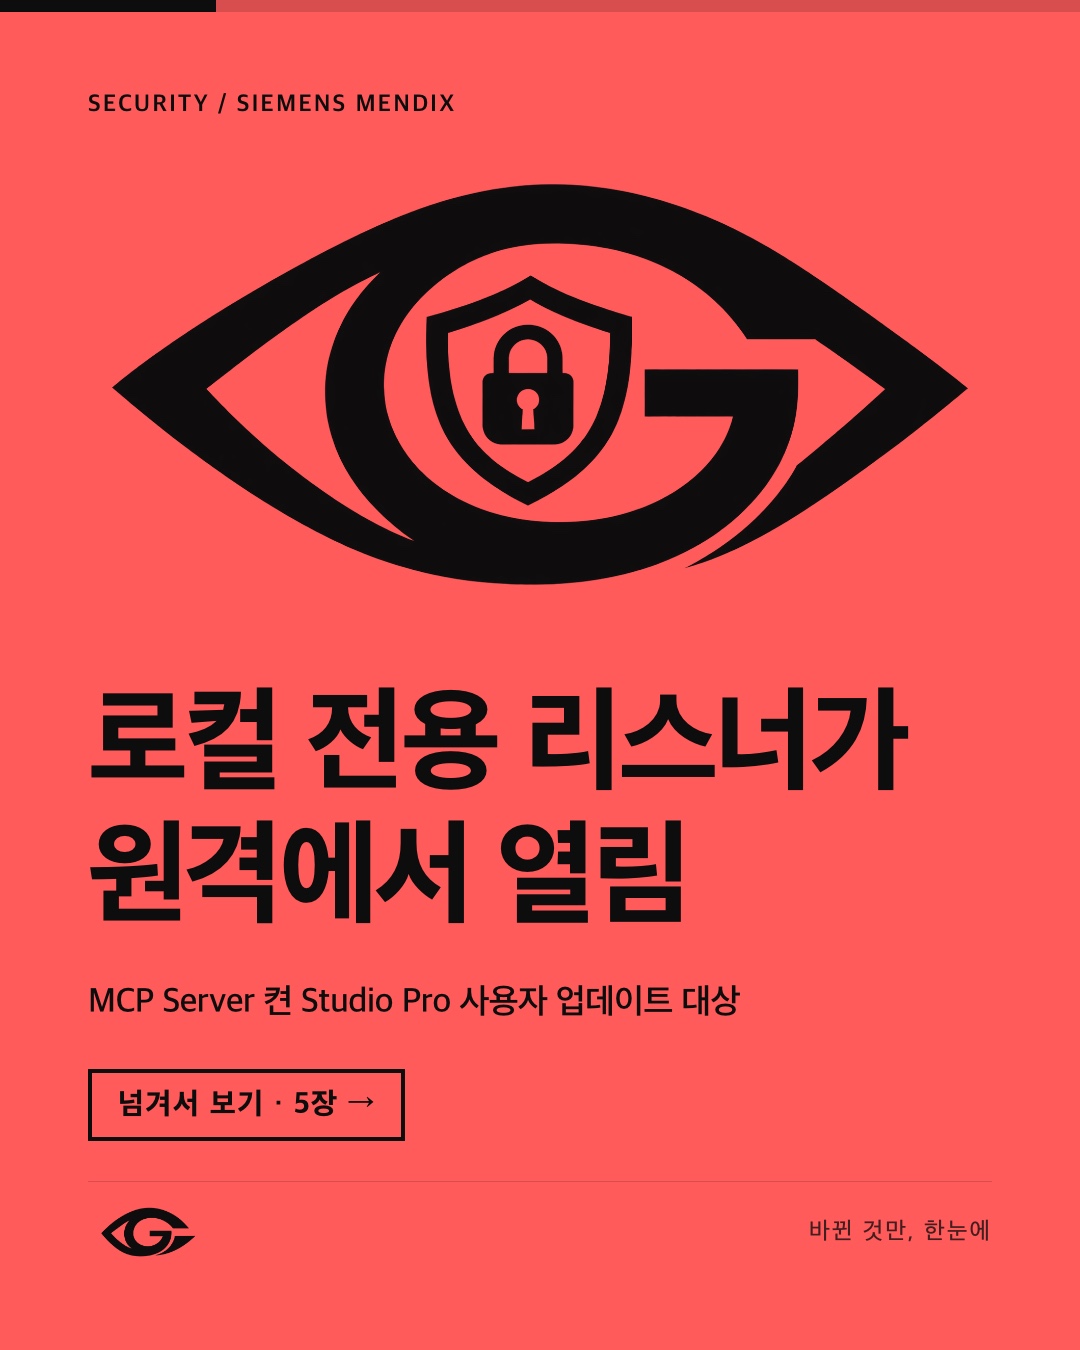 SECURITY / SIEMENS MENDIX
로컬 전용 리스너가
원격에서 열림
MCP Server 켠 Studio Pro 사용자 업데이트 대상
넘겨서 보기 · 5장 →
바뀐 것만, 한눈에